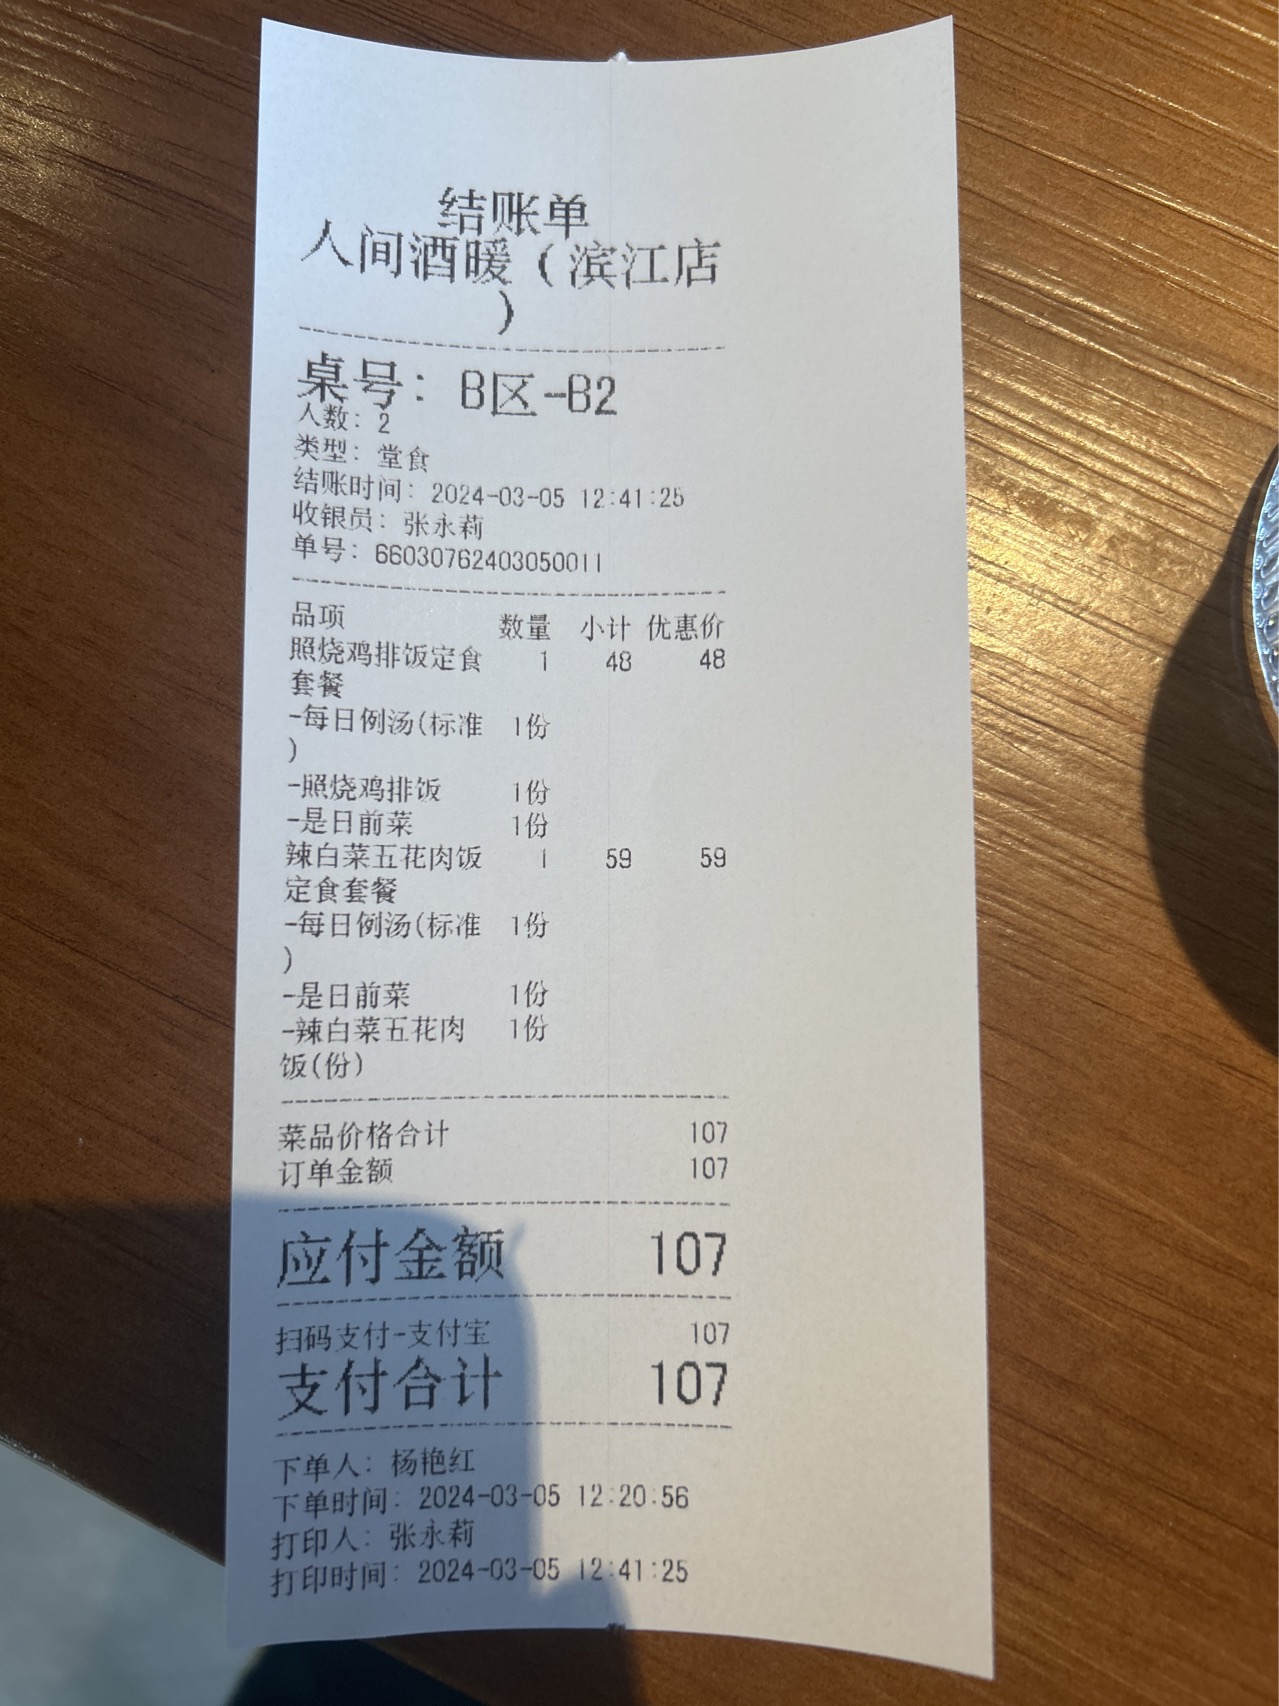 结账单
人间酒暖（滨江店
）
桌号：B区-B2
人数：2
类型：堂食
结账时间：2024-03-05 12:41:25
收银员：张永莉
单号：66030762403050011
品项 数量 小计 优惠价
照烧鸡排饭定食 1 48 48
套餐
-每日例汤(标准 1份
)
-照烧鸡排饭 1份
-是日前菜 1份
辣白菜五花肉饭 1 59 59
定食套餐
-每日例汤(标准 1份
)
-是日前菜 1份
-辣白菜五花肉 1份
饭(份)
菜品价格合计 107
订单金额 107
应付金额 107
扫码支付-支付宝 107
支付合计 107
下单人：杨艳红
下单时间：2024-03-05 12:20:56
打印人：张永莉
打印时间：2024-03-05 12:41:25